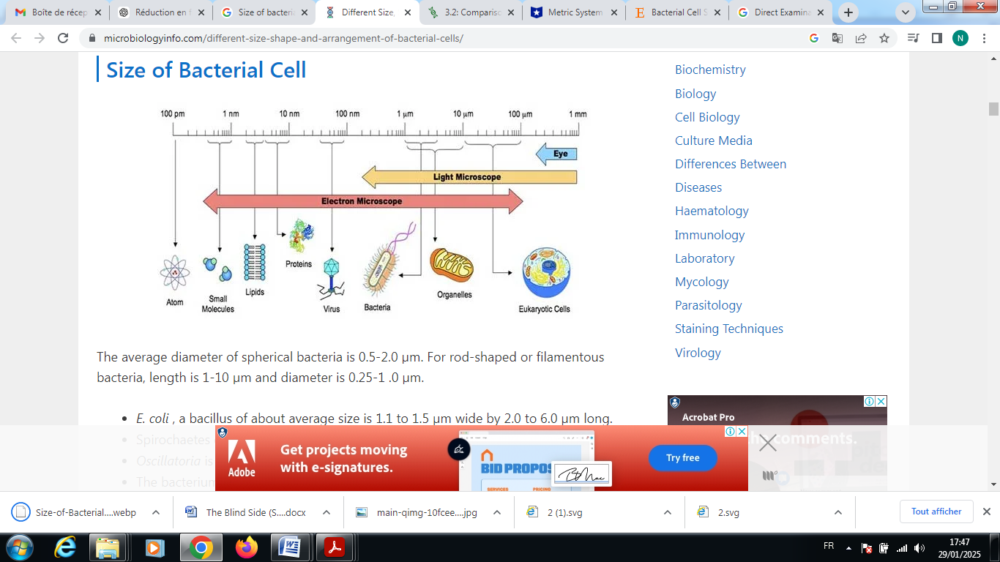 Boîte de récep
Réduction en f
Size of bacteria
Different Size,
3.2: Comparisc
Metric System
Bacterial Cell S
Direct Examina
microbiologyinfo.com/different-size-shape-and-arrangement-of-bacterial-cells/
N
Size of Bacterial Cell
100 pm 1 nm 10 nm 100 nm 1 µm 10 µm 100 µm 1 mm
Eye
Light Microscope
Electron Microscope
Atom
Small
Molecules
Lipids
Proteins
Virus
Bacteria
Organelles
Eukaryotic Cells
The average diameter of spherical bacteria is 0.5-2.0 µm. For rod-shaped or filamentous
bacteria, length is 1-10 µm and diameter is 0.25-1 .0 µm.
E. coli , a bacillus of about average size is 1.1 to 1.5 µm wide by 2.0 to 6.0 µm long.
Spirochaetes
Oscillatoria is
The bacterium
Biochemistry
Biology
Cell Biology
Culture Media
Differences Between
Diseases
Haematology
Immunology
Laboratory
Mycology
Parasitology
Staining Techniques
Virology
Acrobat Pro
the comments.
Adobe
Get projects moving
with e-signatures.
BID PROPOS
SERVICES PRICING
Try free
Size-of-Bacterial....webp
The Blind Side (S....docx
main-qimg-10fcee....jpg
2 (1).svg
2.svg
Tout afficher
FR
17:47
29/01/2025